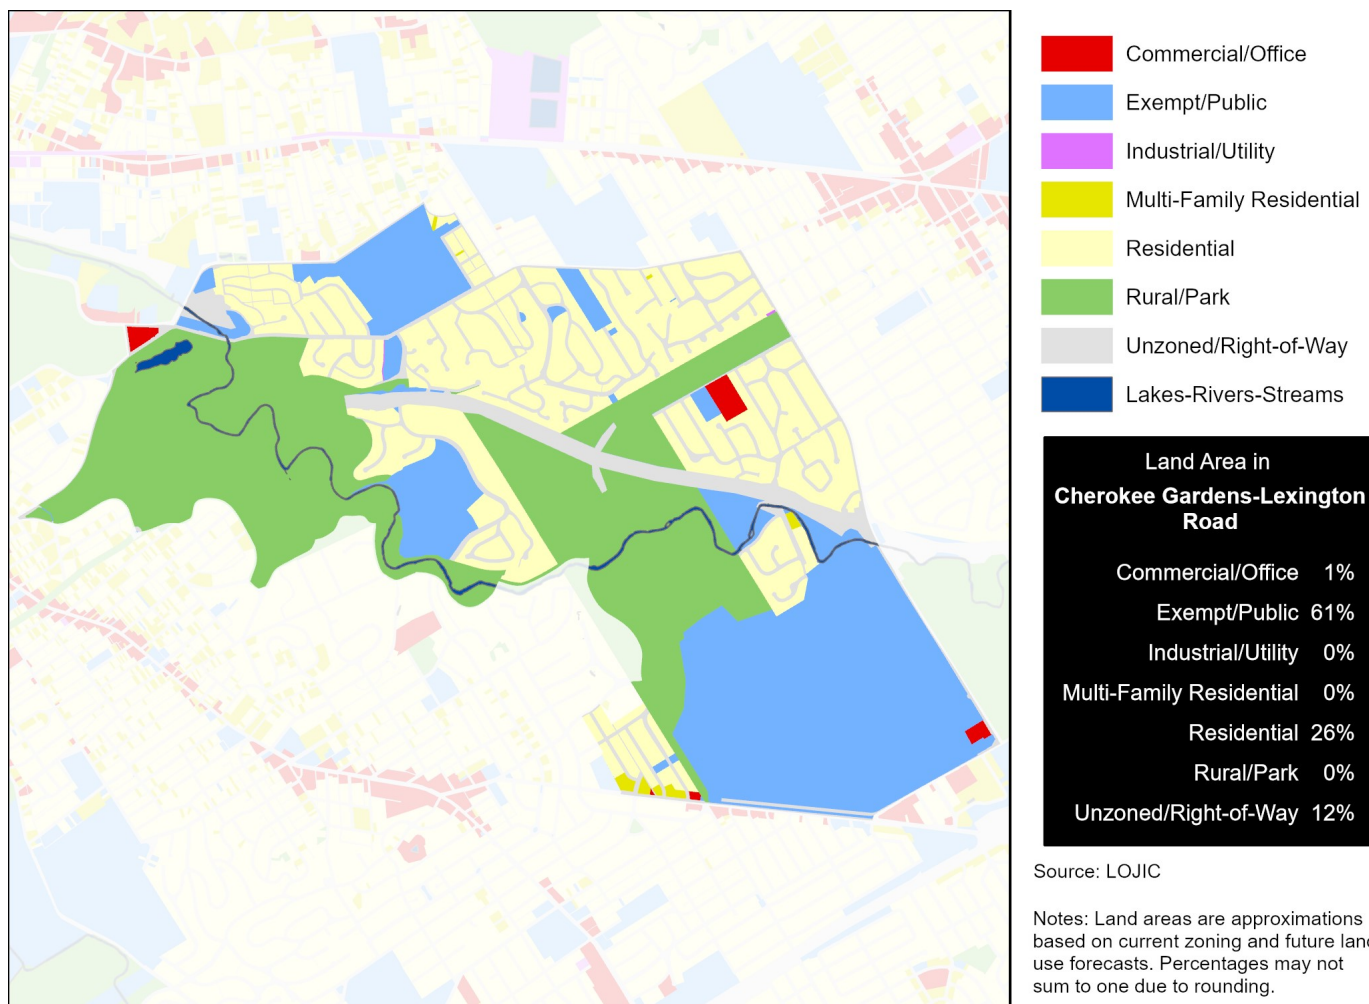 Commercial/Office
Exempt/Public
Industrial/Utility
Multi-Family Residential
Residential
Rural/Park
Unzoned/Right-of-Way
Lakes-Rivers-Streams
Land Area in
Cherokee Gardens-Lexington
Road
Commercial/Office 1%
Exempt/Public 61%
Industrial/Utility 0%
Multi-Family Residential 0%
Residential 26%
Rural/Park 0%
Unzoned/Right-of-Way 12%
Source: LOJIC
Notes: Land areas are approximations
based on current zoning and future lan
use forecasts. Percentages may not
sum to one due to rounding.